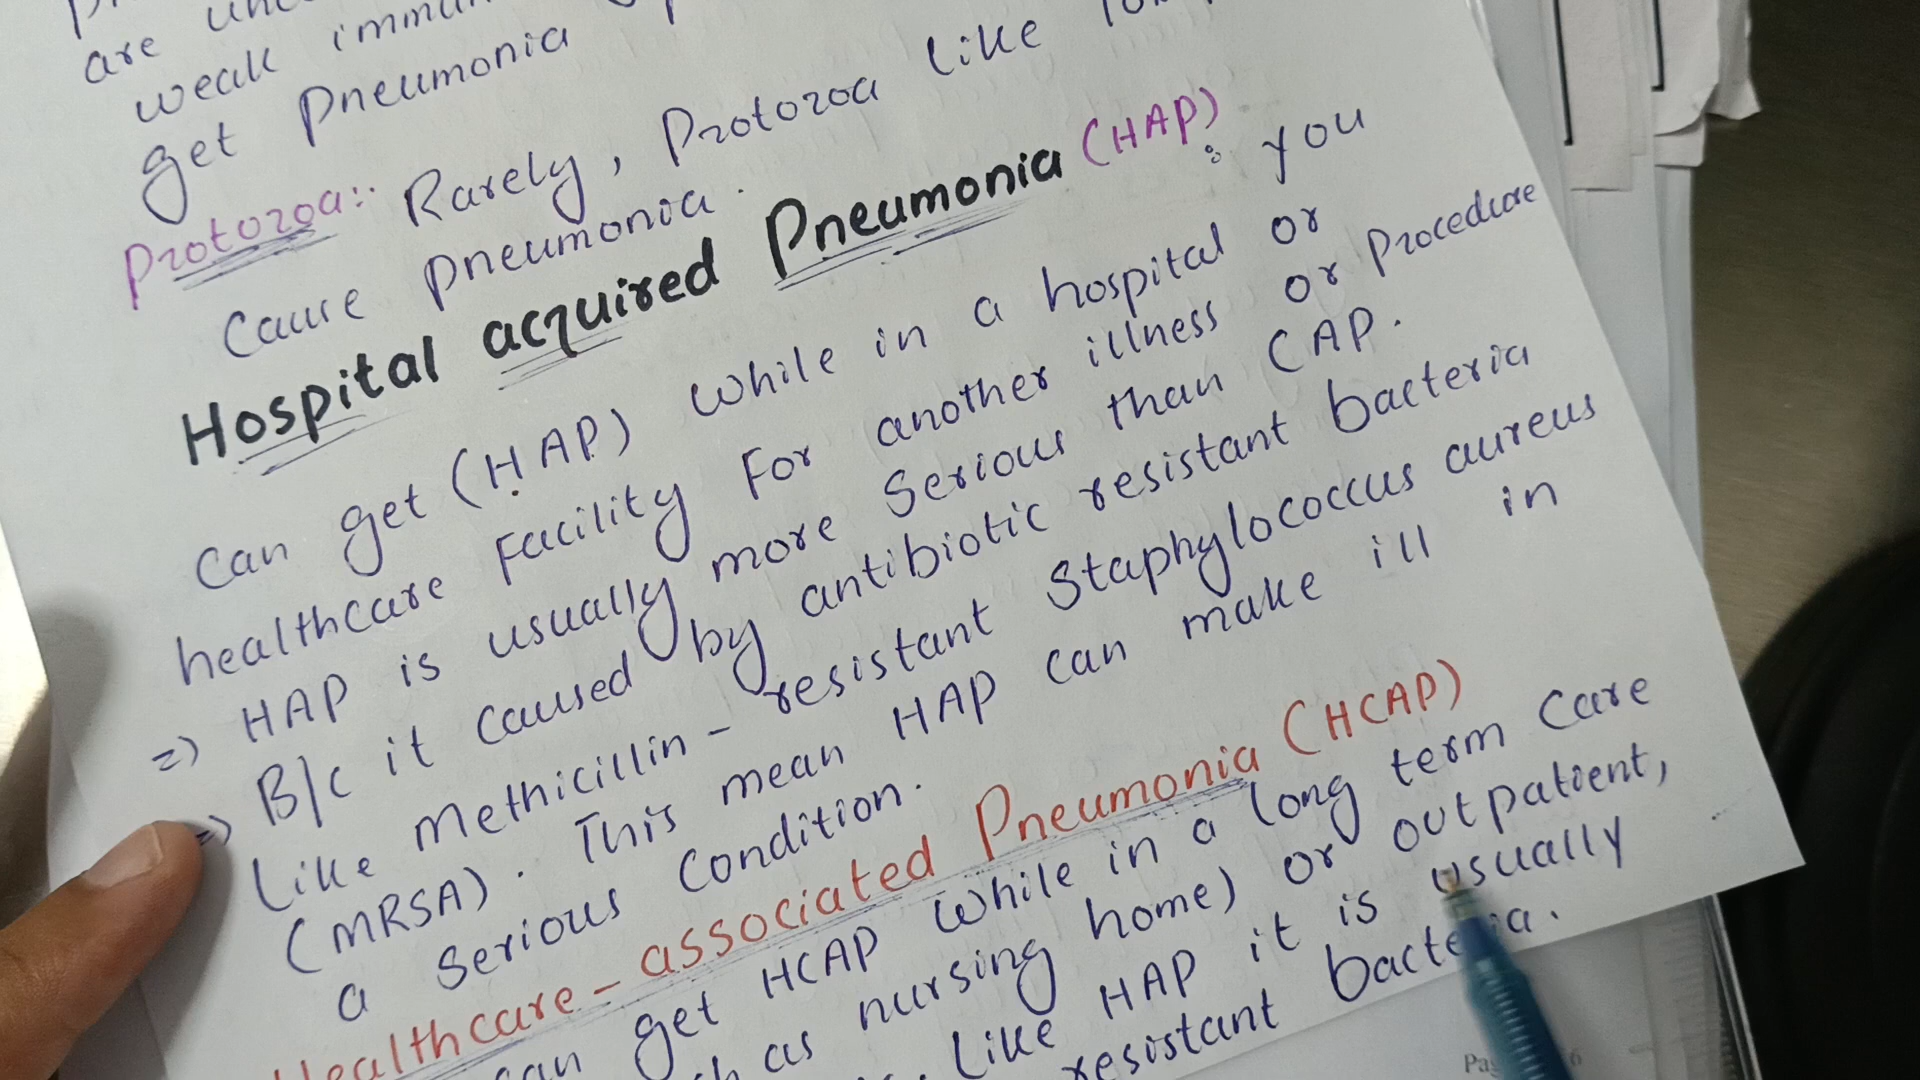 are
weak
get Pneumonia
Protozoa:: Rarely, Protozoa like
Cause pneumonia.
Hospital acquired Pneumonia (HAP) : you
can get (HAP) while in a hospital or
healthcare Facility For another illness or Procedure
=) HAP is usually more Serious than CAP.
=) B/c it caused by antibiotic resistant bacteria
like Methicillin - resistant Staphylococcus aureus
(MRSA). This mean HAP can make ill in
a Serious Condition.
Healthcare - associated Pneumonia (HCAP)
can get HCAP while in a long term Care
as nursing home) or outpatient,
Like HAP it is usually
resistant bacteria.